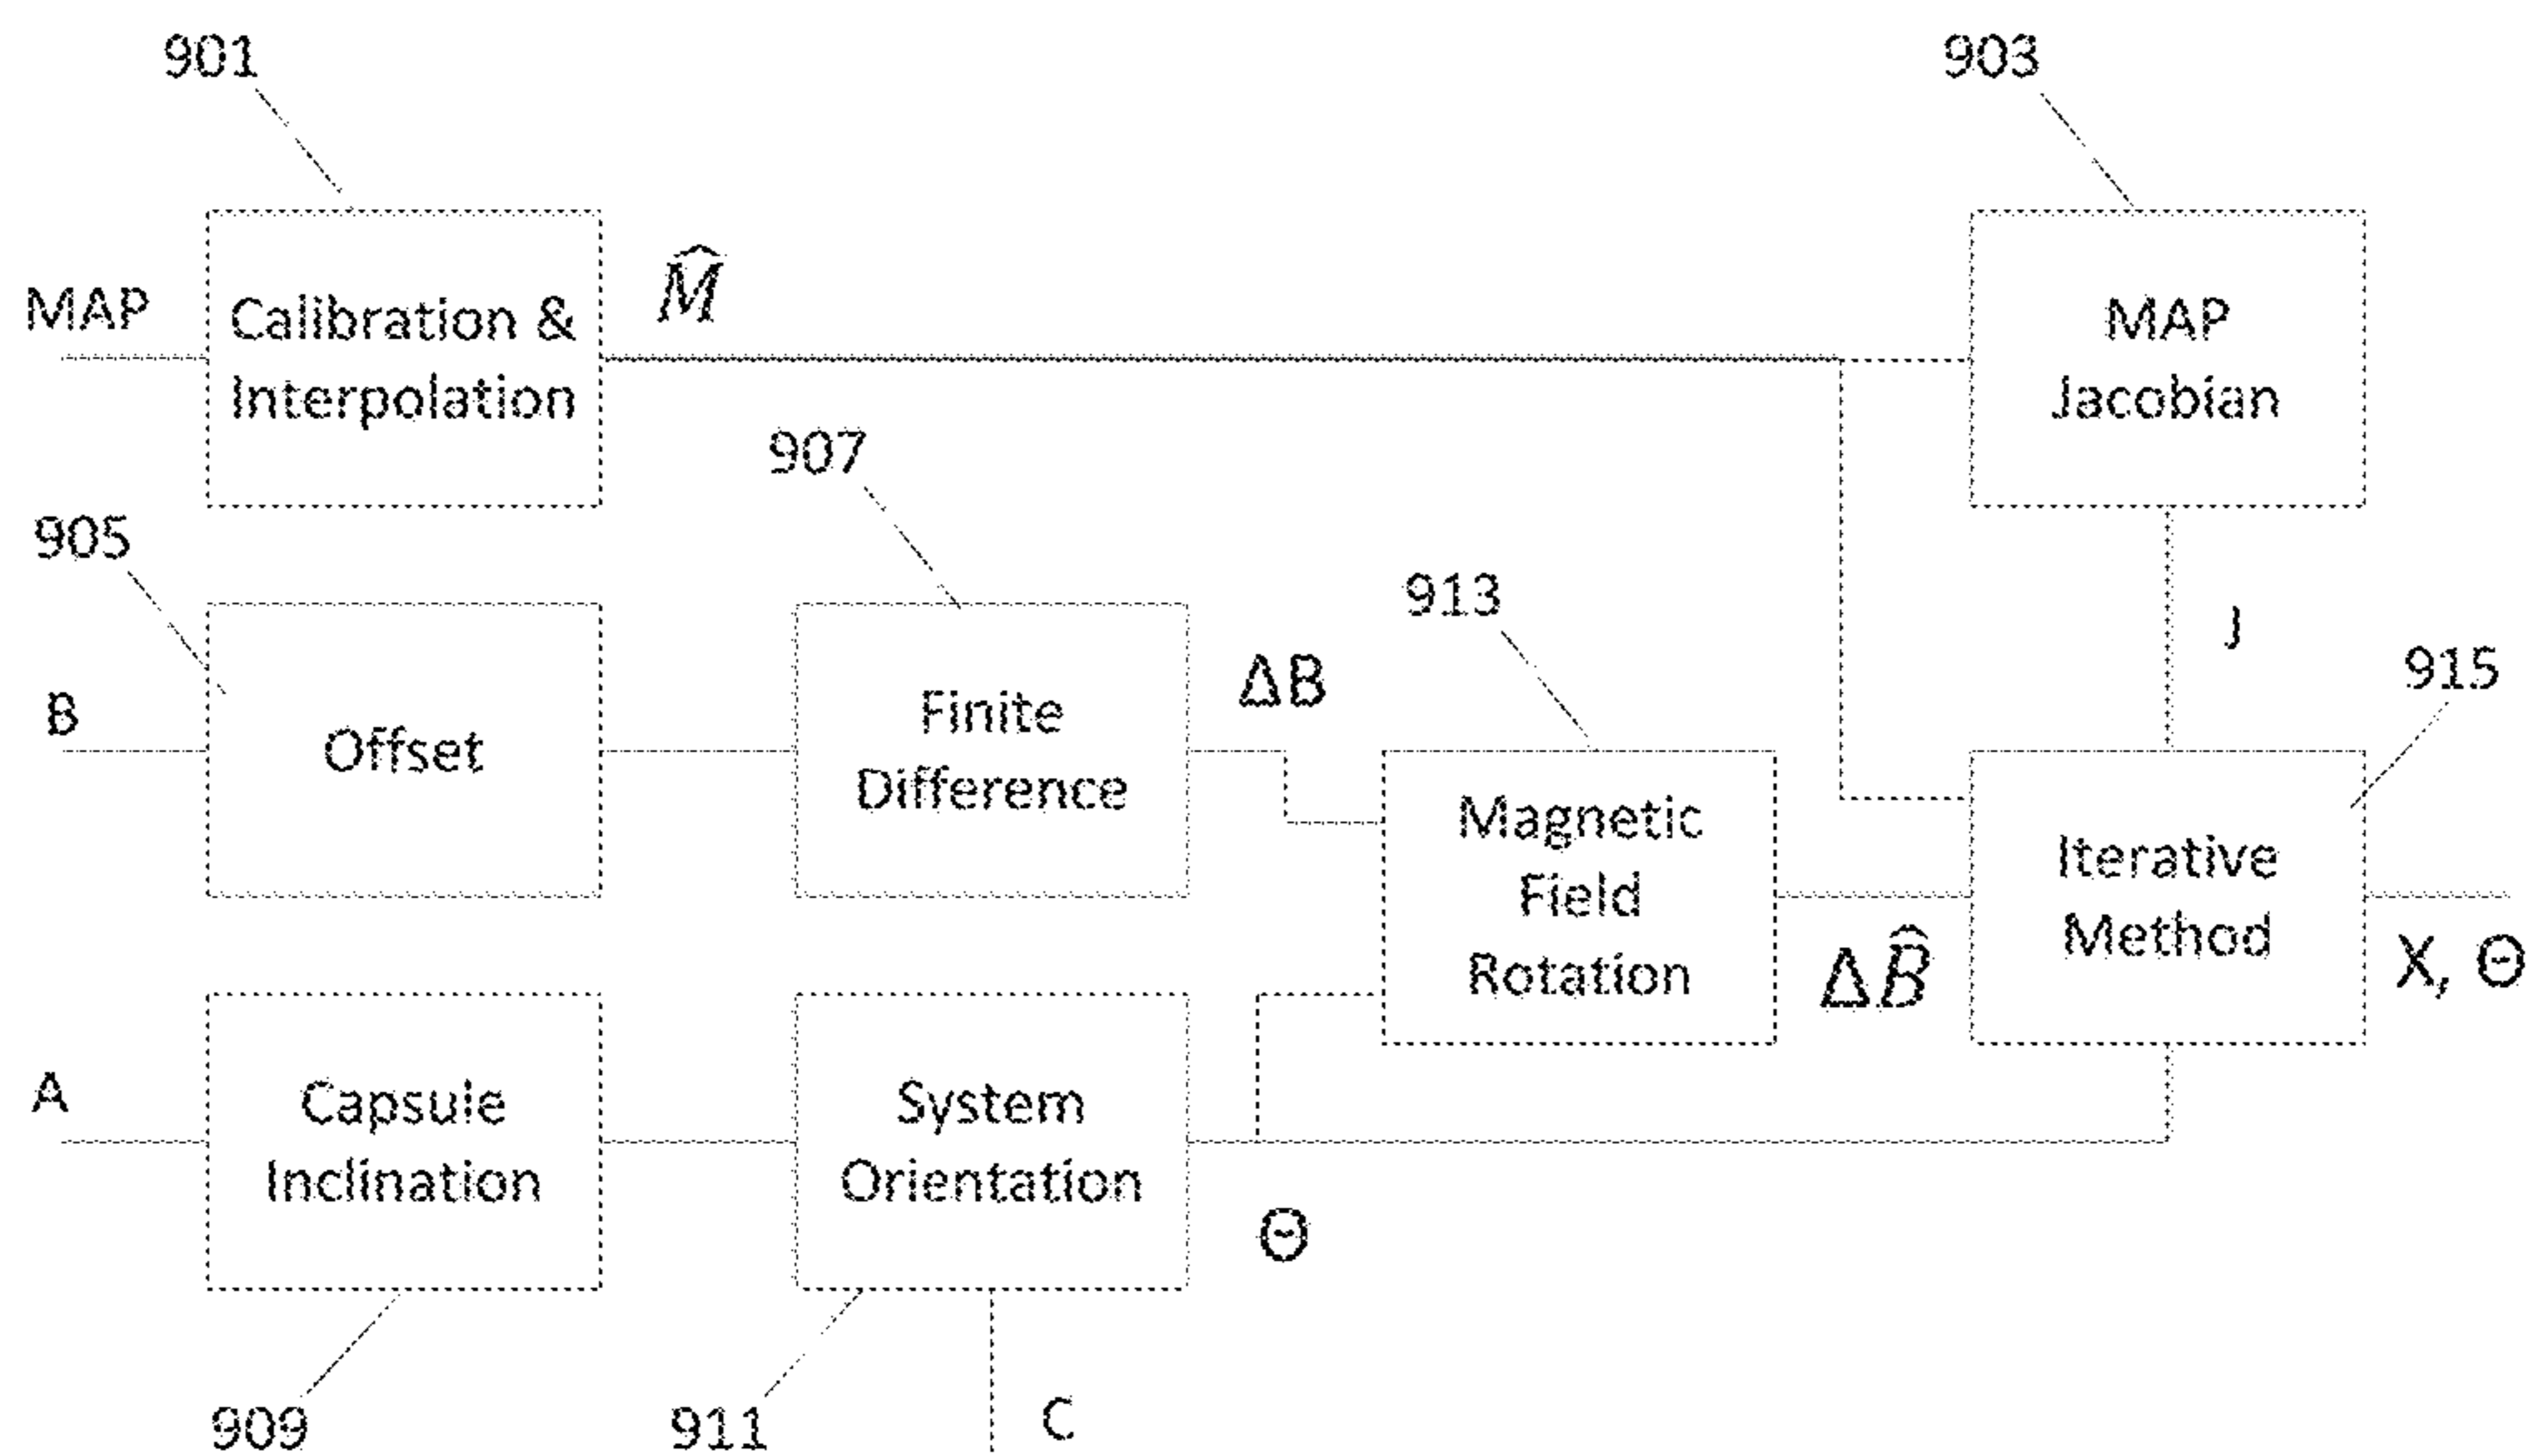 901
903
MAP
Calibration &
Interpolation
M̂
MAP
Jacobian
907
905
913
J
915
B
Offset
Finite
Difference
ΔB
Magnetic
Field
Rotation
Iterative
Method
ΔB̂
X, Θ
A
Capsule
Inclination
System
Orientation
Θ
909
911
C